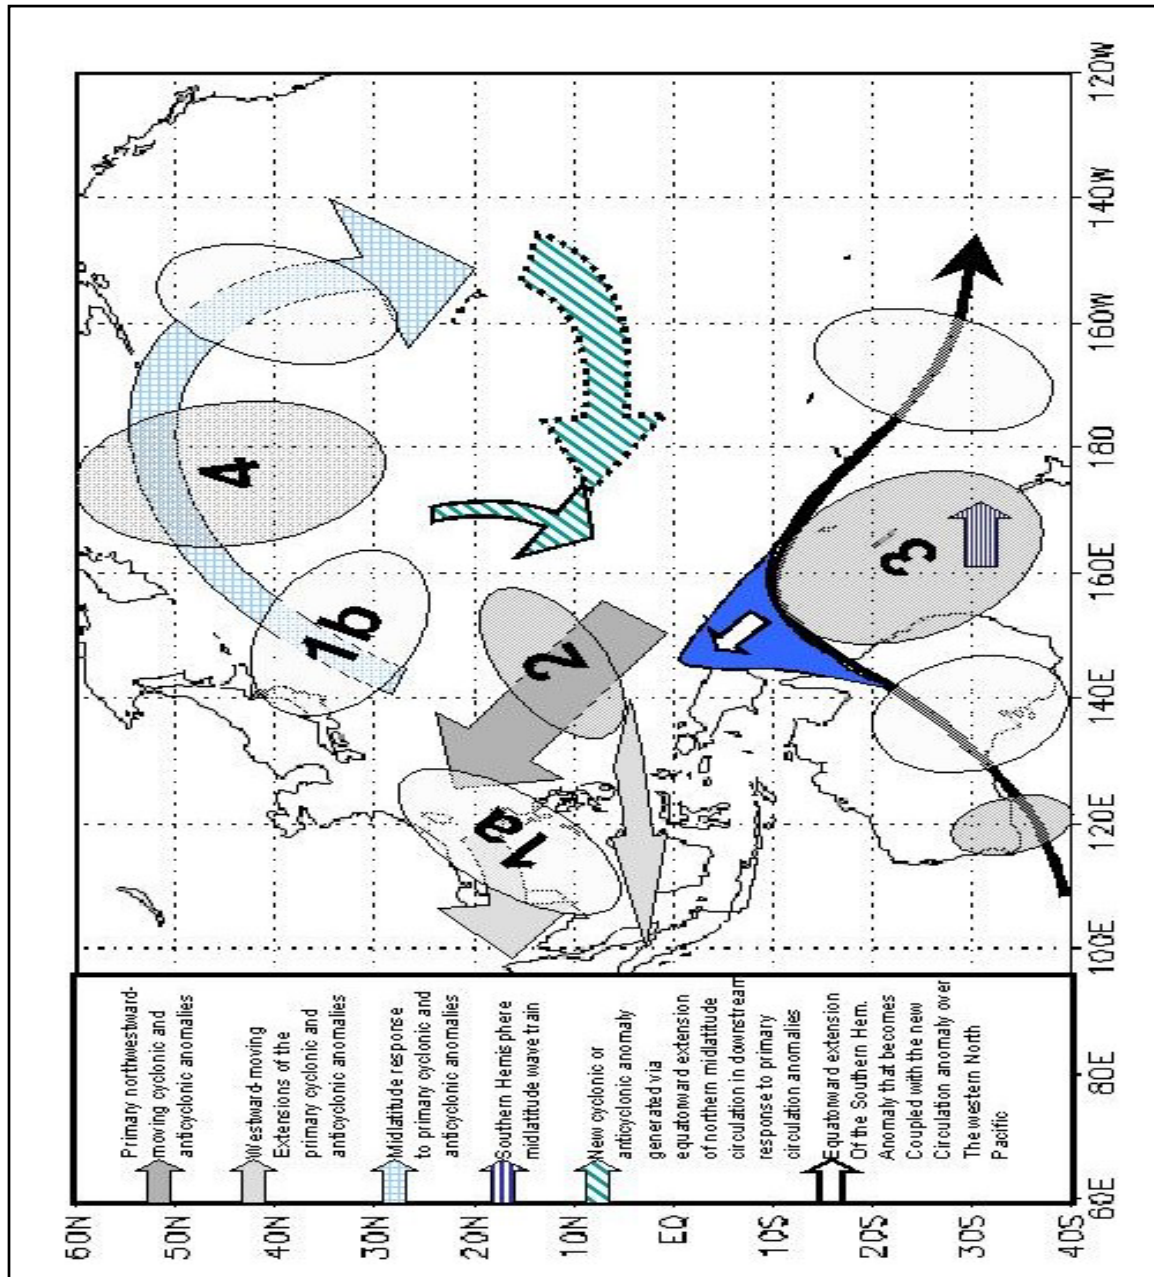 Primary northwestward-
moving cyclonic and
anticyclonic anomalies
Westward-moving
Extensions of the
primary cyclonic and
anticyclonic anomalies
Midlatitude response
to primary cyclonic and
anticyclonic anomalies
Southern Hemisphere
midlatitude wave train
New cyclonic or
anticyclonic anomaly
generated via
equatorward extension
of northern midlatitude
circulation in downstream
response to primary
circulation anomalies
Equatorward extension
Of the Southern Hem.
Anomaly that becomes
Coupled with the new
Circulation anomaly over
The western North
Pacific
1a
1b
2
3
4
60N
50N
40N
30N
20N
10N
EQ
10S
20S
30S
40S
60E
80E
100E
120E
140E
160E
180
160W
140W
120W